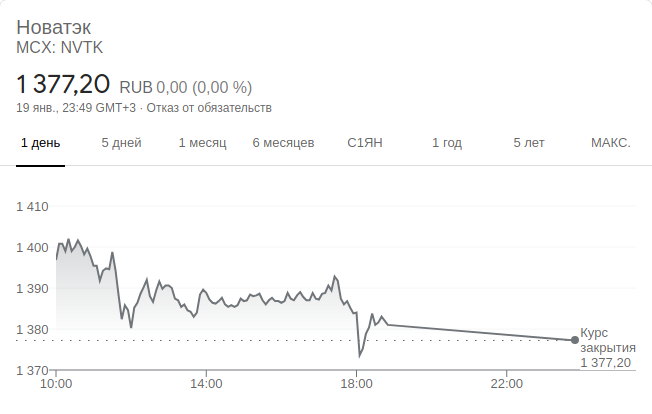 Новатэк
MCX: NVTK
1 377,20 RUB 0,00 (0,00 %)
19 янв., 23:49 GMT+3 · Отказ от обязательств
1 день 5 дней 1 месяц 6 месяцев С1ЯН 1 год 5 лет МАКС.
1 410
1 400
1 390
1 380
1 370
Курс
закрытия
1 377,20
10:00 14:00 18:00 22:00